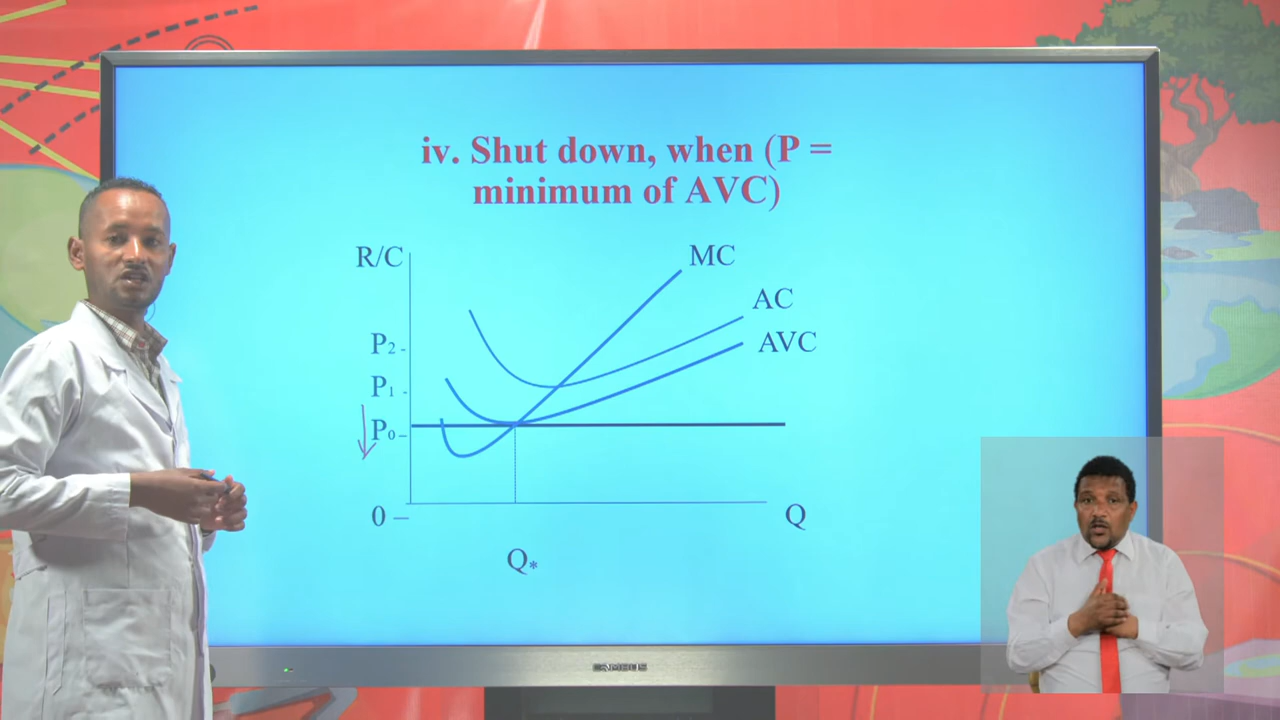 iv. Shut down, when (P =
minimum of AVC)
R/C
MC
AC
P2
AVC
P1
P0
0
Q
Q*